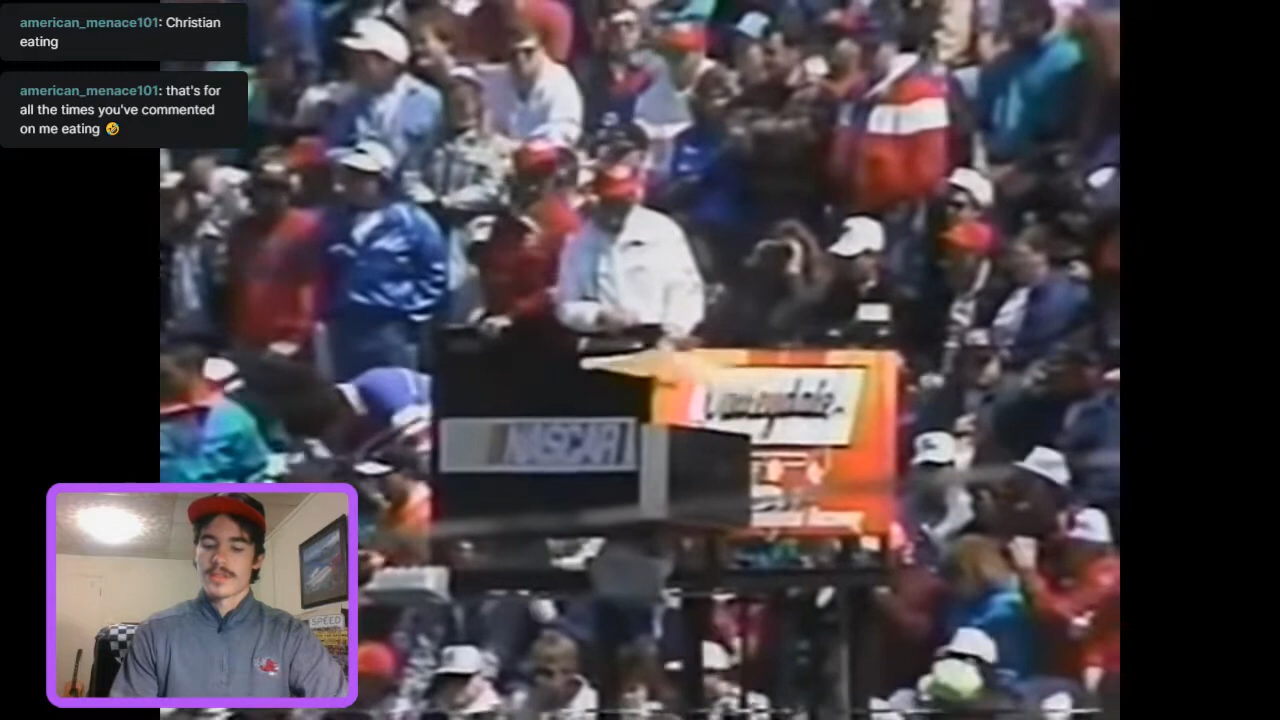 american_menace101: Christian
eating
american_menace101: that's for
all the times you've commented
on me eating 🤣
NASCAR
SPEED